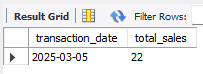 Result Grid Filter Rows:
transaction_date total_sales
2025-03-05 22